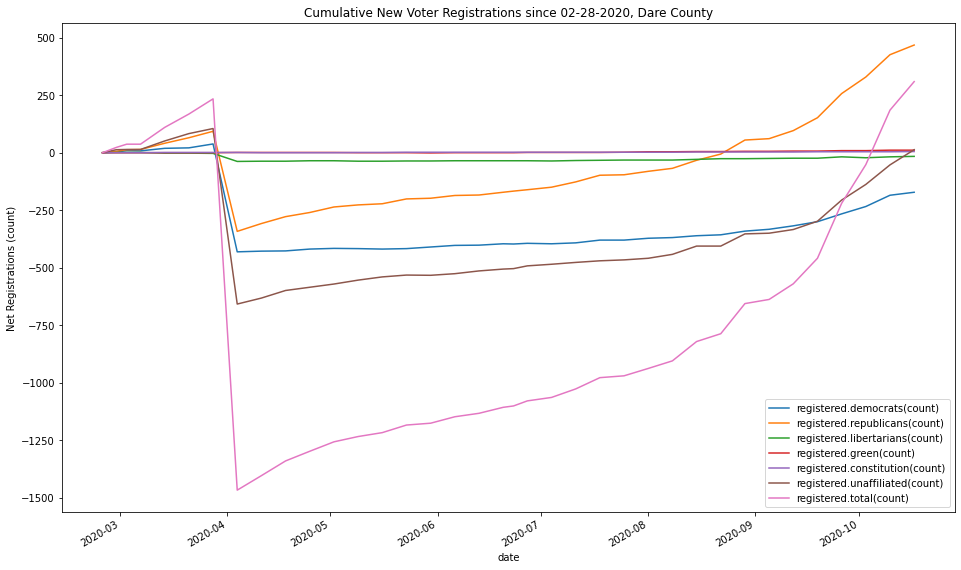 Cumulative New Voter Registrations since 02-28-2020, Dare County
Net Registrations (count)
500
250
0
−250
−500
−750
−1000
−1250
−1500
registered.democrats(count)
registered.republicans(count)
registered.libertarians(count)
registered.green(count)
registered.constitution(count)
registered.unaffiliated(count)
registered.total(count)
2020-03
2020-04
2020-05
2020-06
2020-07
2020-08
2020-09
2020-10
date